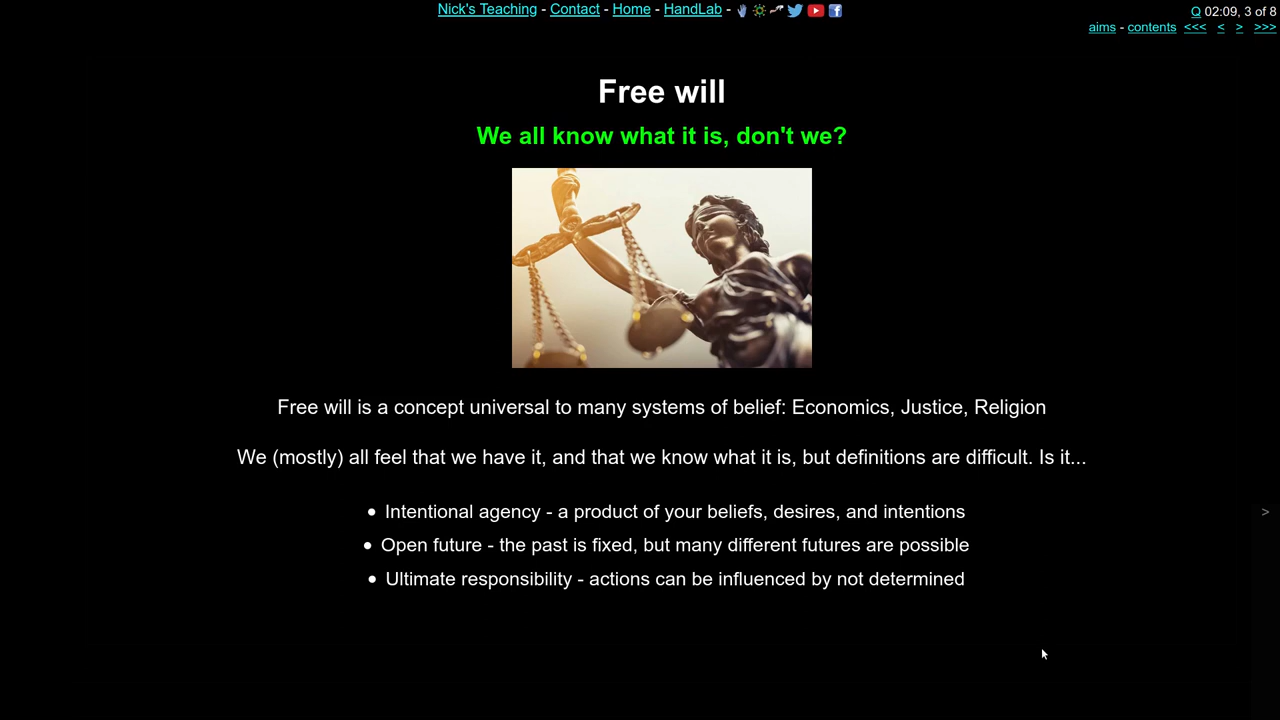 Nick's Teaching - Contact - Home - HandLab -
Q 02:09, 3 of 8
aims - contents <<< < > >>>
Free will
We all know what it is, don't we?
Free will is a concept universal to many systems of belief: Economics, Justice, Religion
We (mostly) all feel that we have it, and that we know what it is, but definitions are difficult. Is it...
• Intentional agency - a product of your beliefs, desires, and intentions
• Open future - the past is fixed, but many different futures are possible
• Ultimate responsibility - actions can be influenced by not determined
>